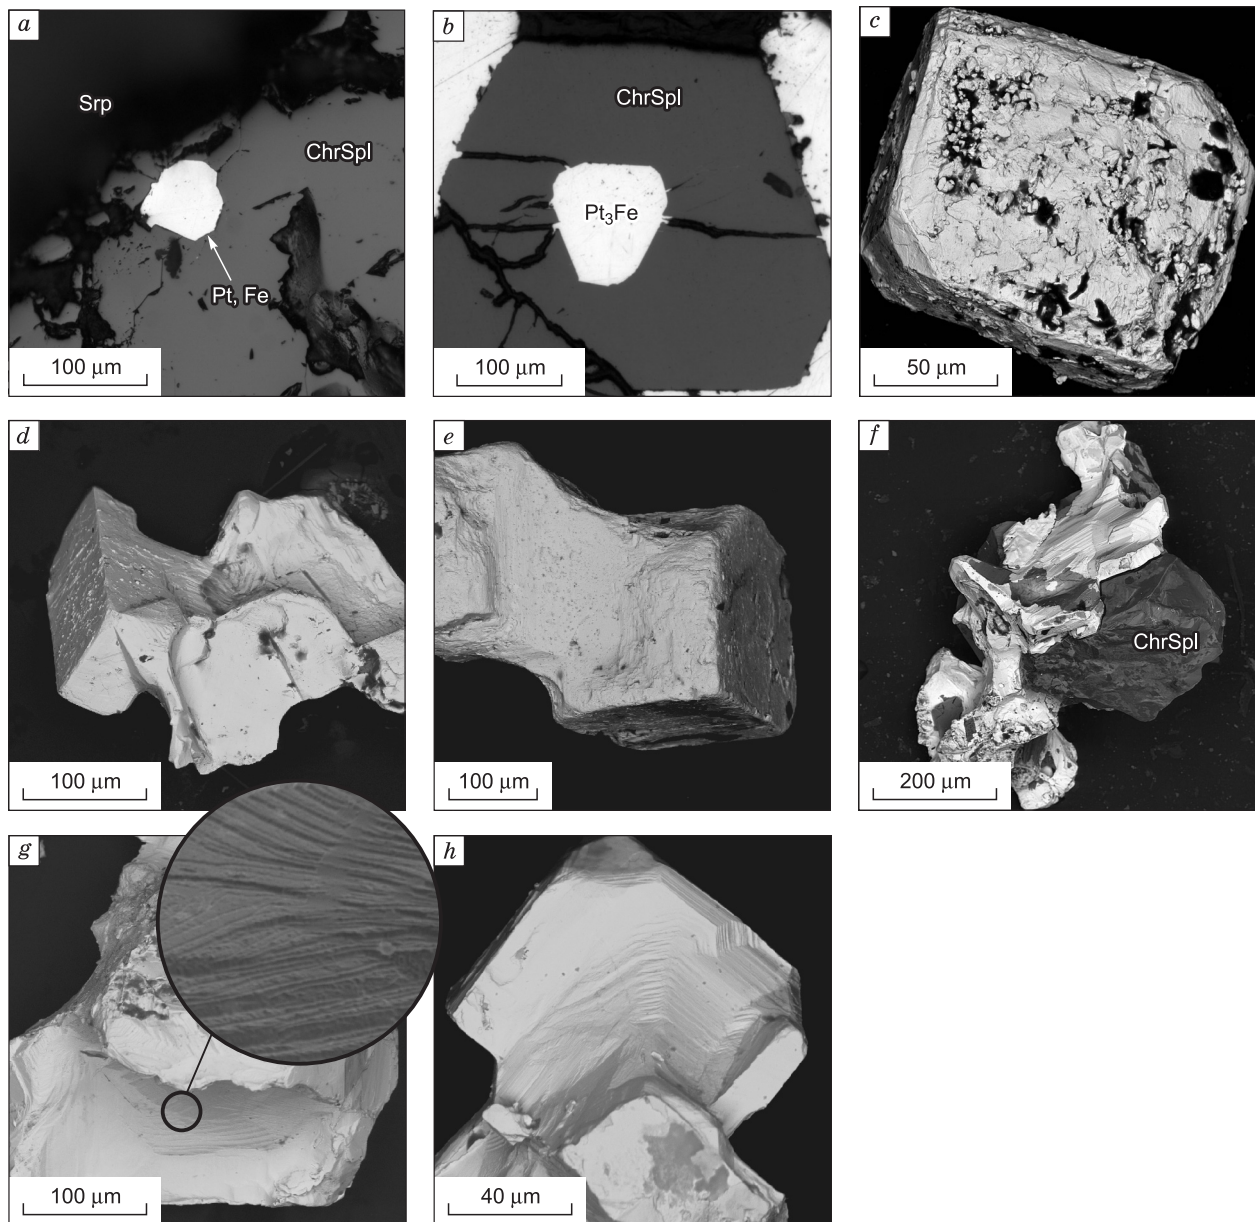 a
Srp
ChrSpl
Pt, Fe
100 μm
b
ChrSpl
Pt₃Fe
100 μm
c
50 μm
d
100 μm
e
100 μm
f
ChrSpl
200 μm
g
100 μm
h
40 μm